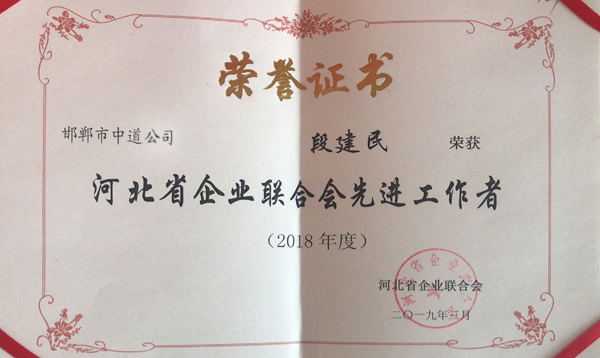 荣誉证书
邯郸市中道公司 段建民 荣获
河北省企业联合会先进工作者
（2018年度）
河北省企业联合会
二〇一九年三月